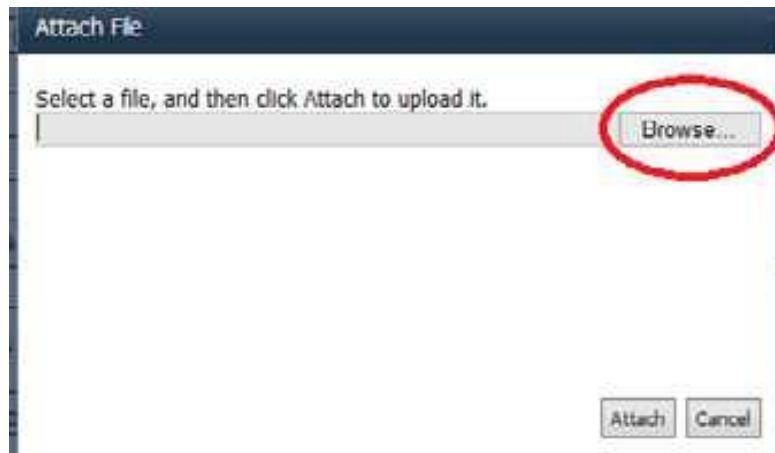 Attach File
Select a file, and then click Attach to upload it.
Browse...
Attach Cancel